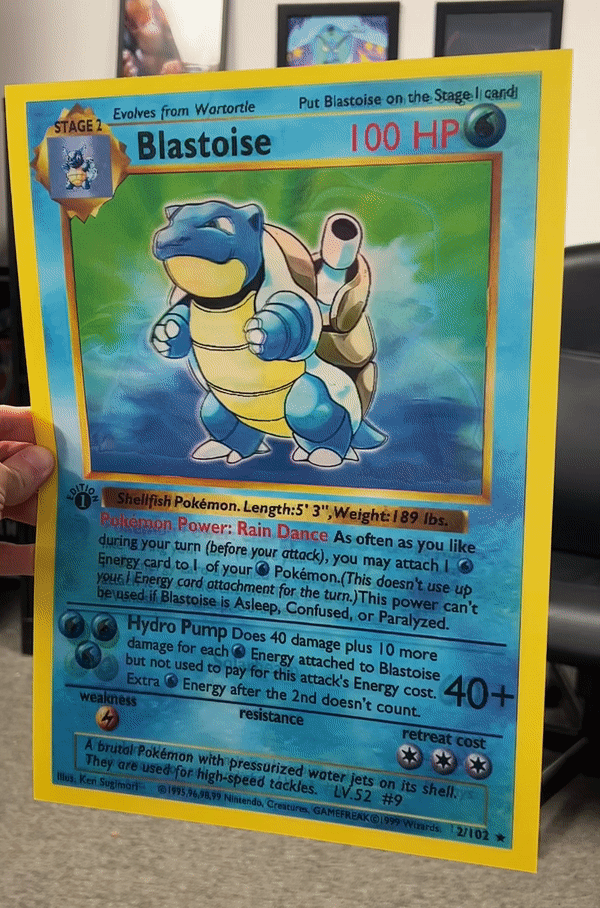 Evolves from Wartortle
Put Blastoise on the Stage 1 card
STAGE 2
Blastoise
100 HP
EDITION
1
Shellfish Pokémon. Length:5' 3", Weight:189 lbs.
Pokémon Power: Rain Dance As often as you like
during your turn (before your attack), you may attach 1
Energy card to 1 of your Pokémon.(This doesn't use up
your 1 Energy card attachment for the turn.)This power can't
be used if Blastoise is Asleep, Confused, or Paralyzed.
Hydro Pump Does 40 damage plus 10 more
damage for each Energy attached to Blastoise
but not used to pay for this attack's Energy cost.
Extra Energy after the 2nd doesn't count.
40+
weakness
resistance
retreat cost
A brutal Pokémon with pressurized water jets on its shell.
They are used for high-speed tackles. LV.52 #9
Illus. Ken Sugimori
©1995,96,98,99 Nintendo, Creatures, GAMEFREAK©1999 Wizards.
2/102 ★